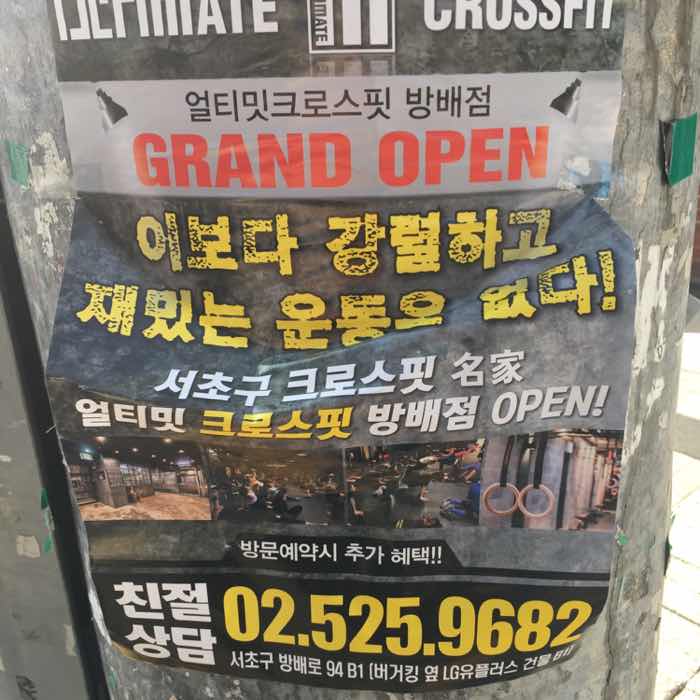 ULTIMATE CROSSFIT
얼티밋크로스핏 방배점
GRAND OPEN
이보다 강렬하고
재밌는 운동은 없다!
서초구 크로스핏 名家
얼티밋 크로스핏 방배점 OPEN!
방문예약시 추가 혜택!!
친절
상담
02.525.9682
서초구 방배로 94 B1 (버거킹 옆 LG유플러스 건물 B1)